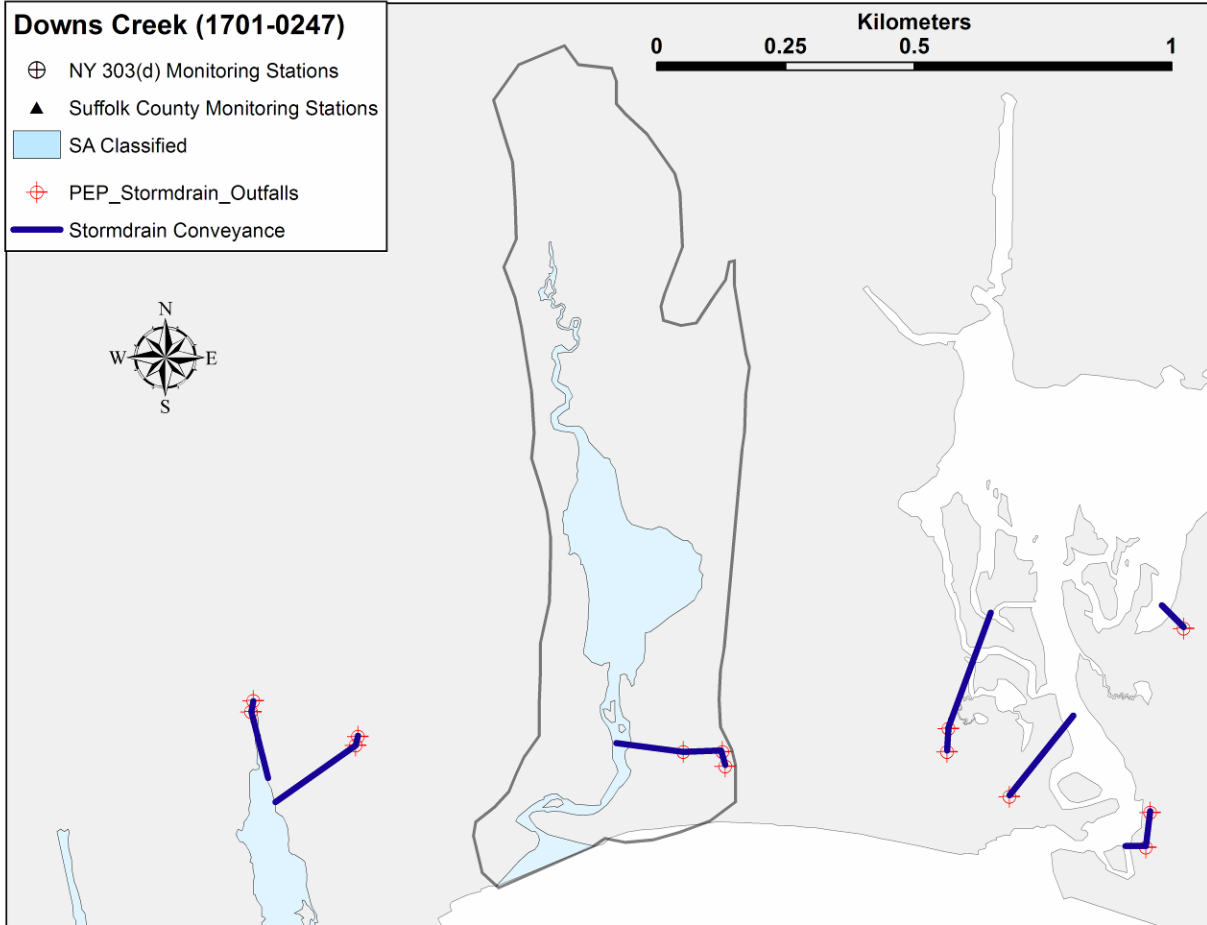 Downs Creek (1701-0247)
NY 303(d) Monitoring Stations
Suffolk County Monitoring Stations
SA Classified
PEP_Stormdrain_Outfalls
Stormdrain Conveyance
Kilometers
0 0.25 0.5 1
N
W E
S